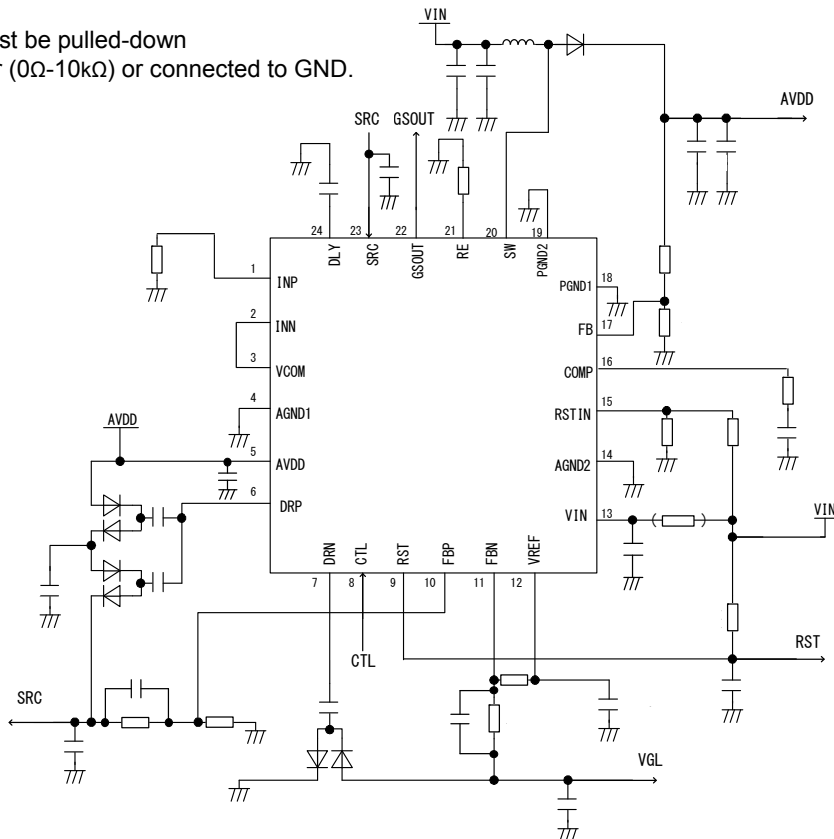 st be pulled-down
(0Ω-10kΩ) or connected to GND.
VIN
AVDD
SRC GSOUT
24 23 22 21 20 19
DLY SRC GSOUT RE SW PGND2
1 INP
2 INN
3 VCOM
4 AGND1
AVDD
5 AVDD
6 DRP
18 PGND1
17 FB
16 COMP
15 RSTIN
14 AGND2
13 VIN
VIN
DRN CTL RST FBP FBN VREF
7 8 9 10 11 12
CTL
RST
SRC
VGL